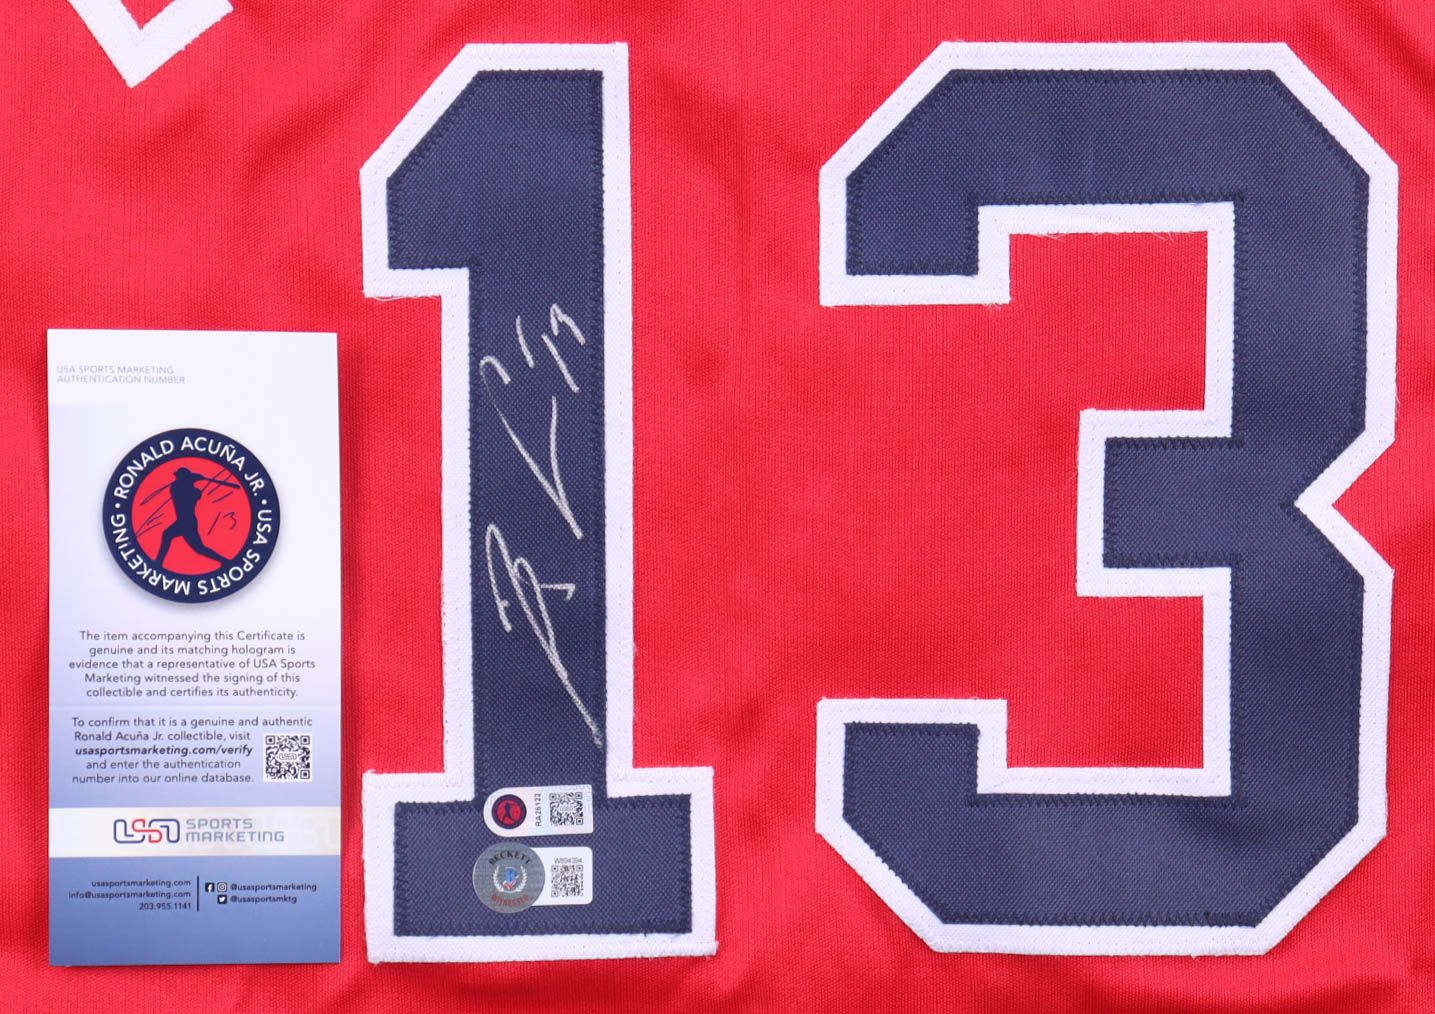 13
USA SPORTS MARKETING
AUTHENTICATION NUMBER
RONALD ACUÑA JR. • USA SPORTS MARKETING •
13
The item accompanying this Certificate is
genuine and its matching hologram is
evidence that a representative of USA Sports
Marketing witnessed the signing of this
collectible and certifies its authenticity.
To confirm that it is a genuine and authentic
Ronald Acuña Jr. collectible, visit
usasportsmarketing.com/verify
and enter the authentication
number into our online database.
USA SPORTS
MARKETING
usasportsmarketing.com
info@usasportsmarketing.com
203.955.1141
@usasportsmarketing
@usasportsmktg
13
RA26122
BECKETT
B
WITNESSED